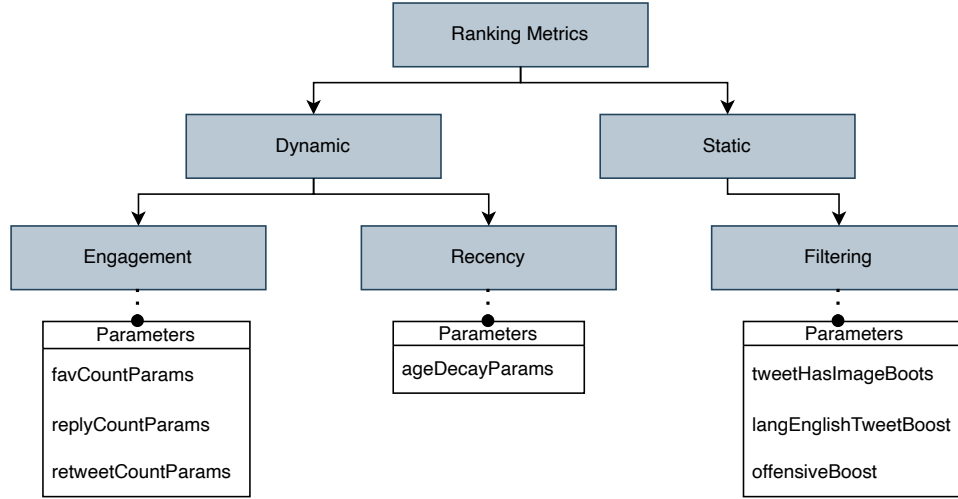 Ranking Metrics
Dynamic
Static
Engagement
Recency
Filtering
Parameters
favCountParams
replyCountParams
retweetCountParams
Parameters
ageDecayParams
Parameters
tweetHasImageBoots
langEnglishTweetBoost
offensiveBoost